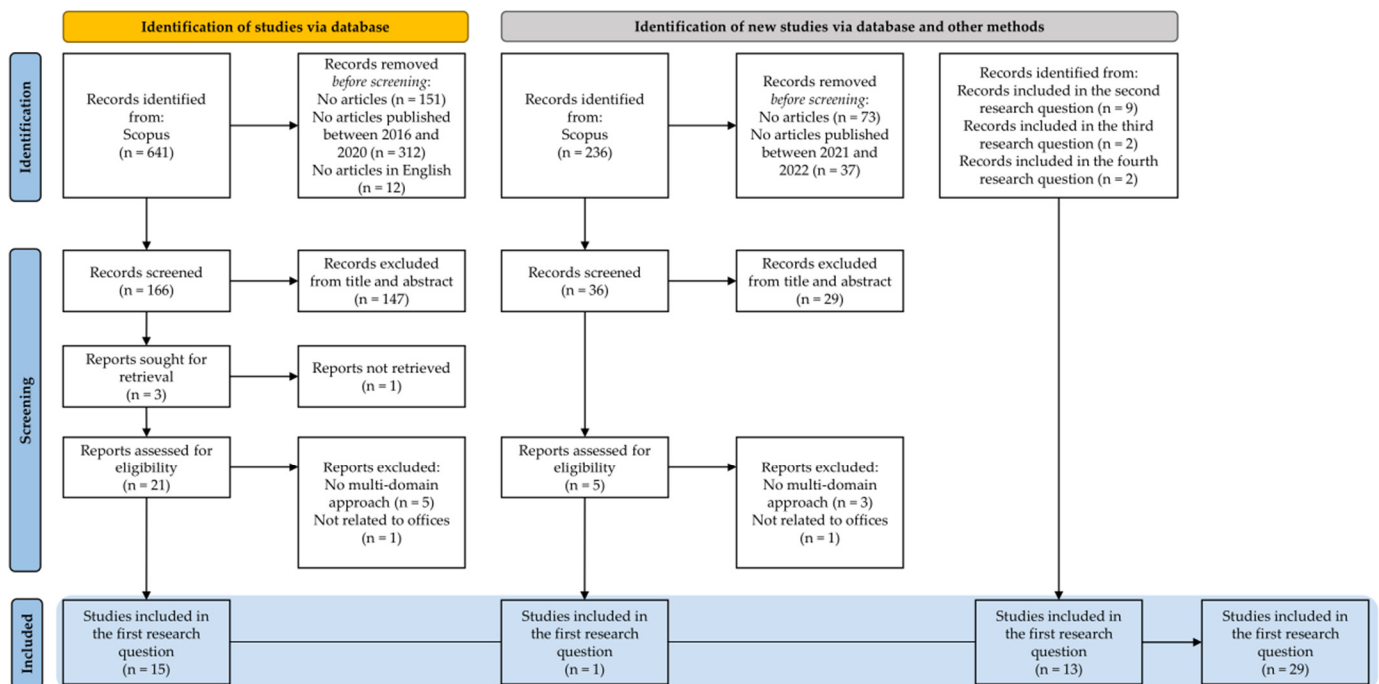 Identification of studies via database
Identification of new studies via database and other methods
Identification
Records identified
from:
Scopus
(n = 641)
Records removed
before screening:
No articles (n = 151)
No articles published
between 2016 and
2020 (n = 312)
No articles in English
(n = 12)
Records identified
from:
Scopus
(n = 236)
Records removed
before screening:
No articles (n = 73)
No articles published
between 2021 and
2022 (n = 37)
Records identified from:
Records included in the second
research question (n = 9)
Records included in the third
research question (n = 2)
Records included in the fourth
research question (n = 2)
Screening
Records screened
(n = 166)
Records excluded
from title and abstract
(n = 147)
Records screened
(n = 36)
Records excluded
from title and abstract
(n = 29)
Reports sought for
retrieval
(n = 3)
Reports not retrieved
(n = 1)
Reports assessed for
eligibility
(n = 21)
Reports excluded:
No multi-domain
approach (n = 5)
Not related to offices
(n = 1)
Reports assessed for
eligibility
(n = 5)
Reports excluded:
No multi-domain
approach (n = 3)
Not related to offices
(n = 1)
Included
Studies included in
the first research
question
(n = 15)
Studies included in
the first research
question
(n = 1)
Studies included in
the first research
question
(n = 13)
Studies included in
the first research
question
(n = 29)